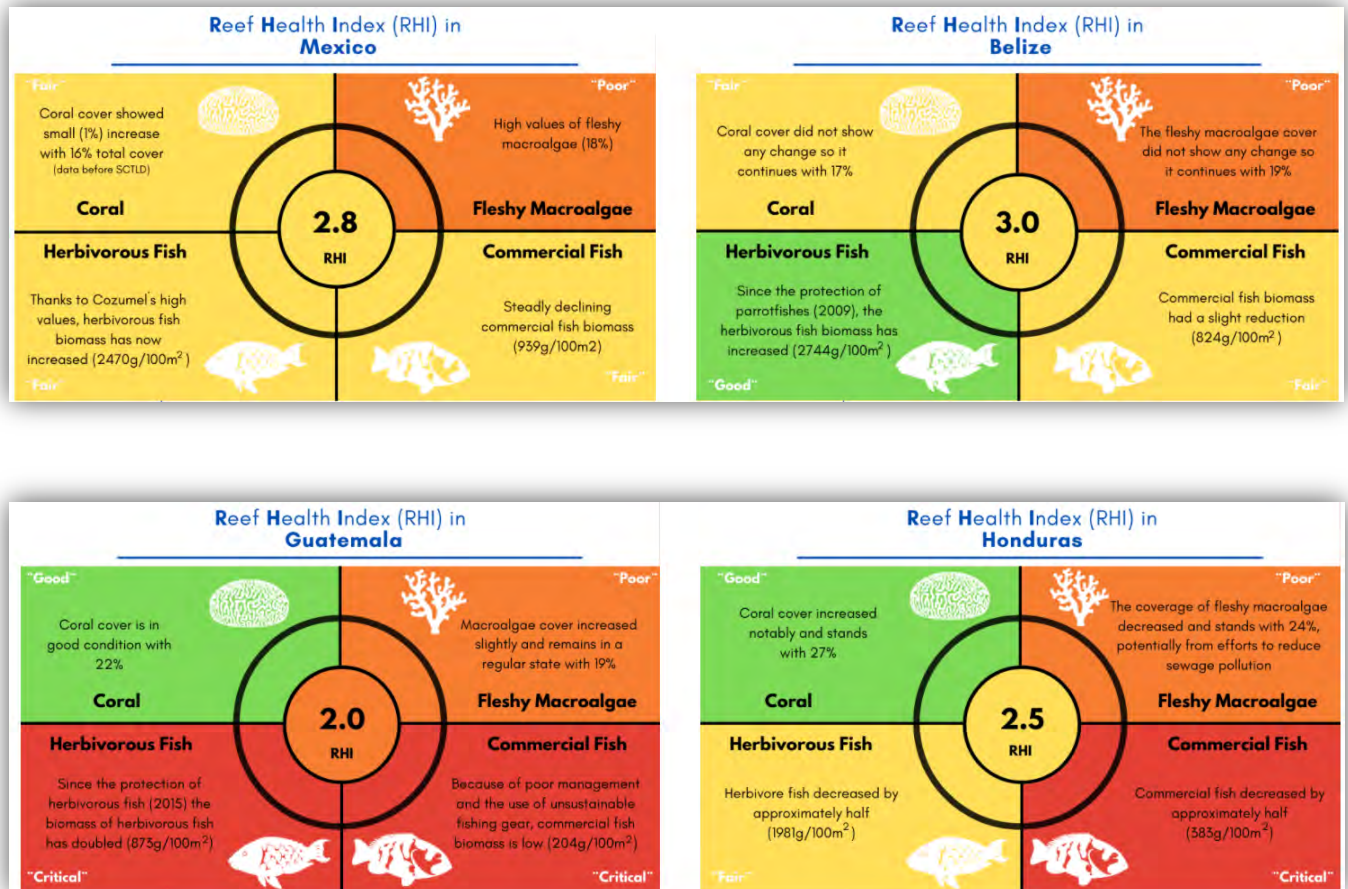 Reef Health Index (RHI) in
Mexico
"Fair"
Coral cover showed
small (1%) increase
with 16% total cover
(data before SCTLD)
Coral
"Poor"
High values of fleshy
macroalgae (18%)
Fleshy Macroalgae
2.8
RHI
Herbivorous Fish
Thanks to Cozumel's high
values, herbivorous fish
biomass has now
increased (2470g/100m²)
"Fair"
Commercial Fish
Steadly declining
commercial fish biomass
(939g/100m2)
"Fair"
Reef Health Index (RHI) in
Belize
"Fair"
Coral cover did not show
any change so it
continues with 17%
Coral
"Poor"
The fleshy macroalgae cover
did not show any change so
it continues with 19%
Fleshy Macroalgae
3.0
RHI
Herbivorous Fish
Since the protection of
parrotfishes (2009), the
herbivorous fish biomass has
increased (2744g/100m²)
"Good"
Commercial Fish
Commercial fish biomass
had a slight reduction
(824g/100m²)
"Fair"
Reef Health Index (RHI) in
Guatemala
"Good"
Coral cover is in
good condition with
22%
Coral
"Poor"
Macroalgae cover increased
slightly and remains in a
regular state with 19%
Fleshy Macroalgae
2.0
RHI
Herbivorous Fish
Since the protection of
herbivorous fish (2015) the
biomass of herbivorous fish
has doubled (873g/100m²)
"Critical"
Commercial Fish
Because of poor management
and the use of unsustainable
fishing gear, commercial fish
biomass is low (204g/100m²)
"Critical"
Reef Health Index (RHI) in
Honduras
"Good"
Coral cover increased
notably and stands
with 27%
Coral
"Poor"
The coverage of fleshy macroalgae
decreased and stands with 24%,
potentially from efforts to reduce
sewage pollution
Fleshy Macroalgae
2.5
RHI
Herbivorous Fish
Herbivore fish decreased by
approximately half
(1981g/100m²)
"Fair"
Commercial Fish
Commercial fish decreased by
approximately half
(383g/100m²)
"Critical"